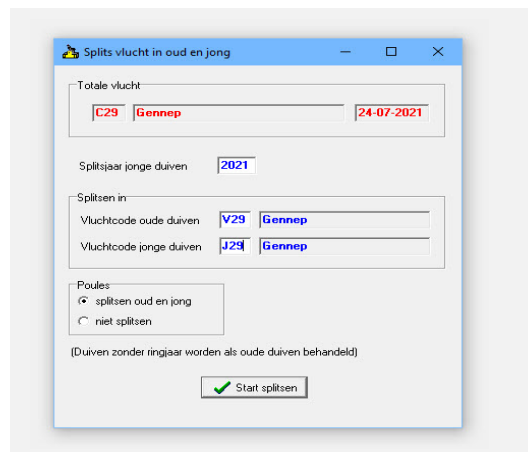 Splits vlucht in oud en jong
Totale vlucht
C29 Gennep 24-07-2021
Splitsjaar jonge duiven 2021
Splitsen in
Vluchtcode oude duiven V29 Gennep
Vluchtcode jonge duiven J29 Gennep
Poules
splitsen oud en jong
niet splitsen
(Duiven zonder ringjaar worden als oude duiven behandeld)
Start splitsen